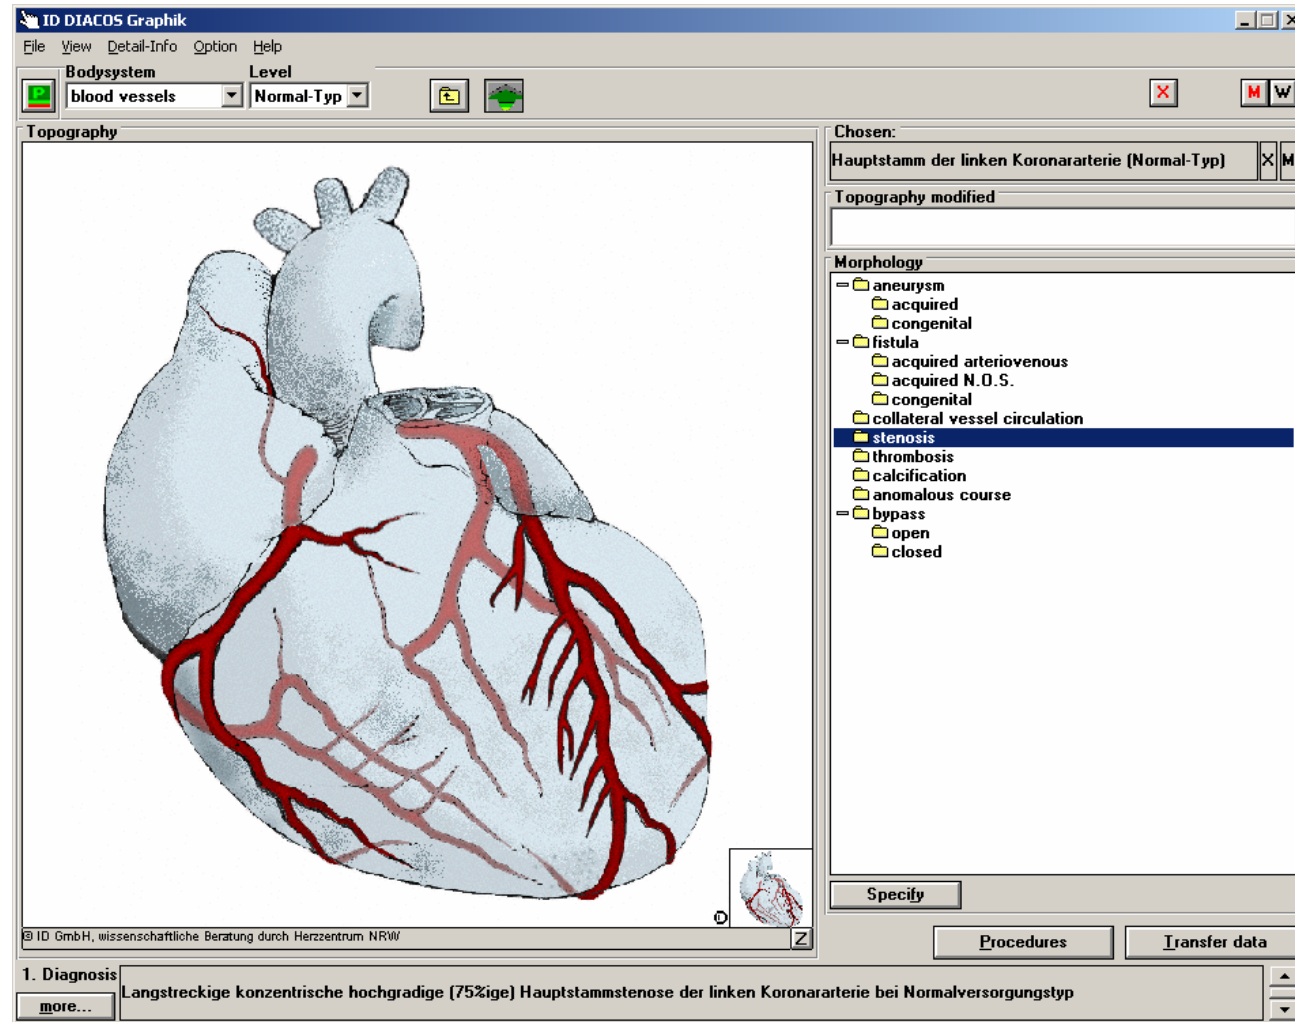 ID DIACOS Graphik
File View Detail-Info Option Help
Bodysystem Level
P blood vessels Normal-Typ X M W
Topography
Chosen:
Hauptstamm der linken Koronararterie (Normal-Typ) X M
Topography modified
Morphology
aneurysm
acquired
congenital
fistula
acquired arteriovenous
acquired N.O.S.
congenital
collateral vessel circulation
stenosis
thrombosis
calcification
anomalous course
bypass
open
closed
Specify
© ID GmbH, wissenschaftliche Beratung durch Herzzentrum NRW Z
Procedures Transfer data
1. Diagnosis
Langstreckige konzentrische hochgradige (75%ige) Hauptstammstenose der linken Koronararterie bei Normalversorgungstyp
more...